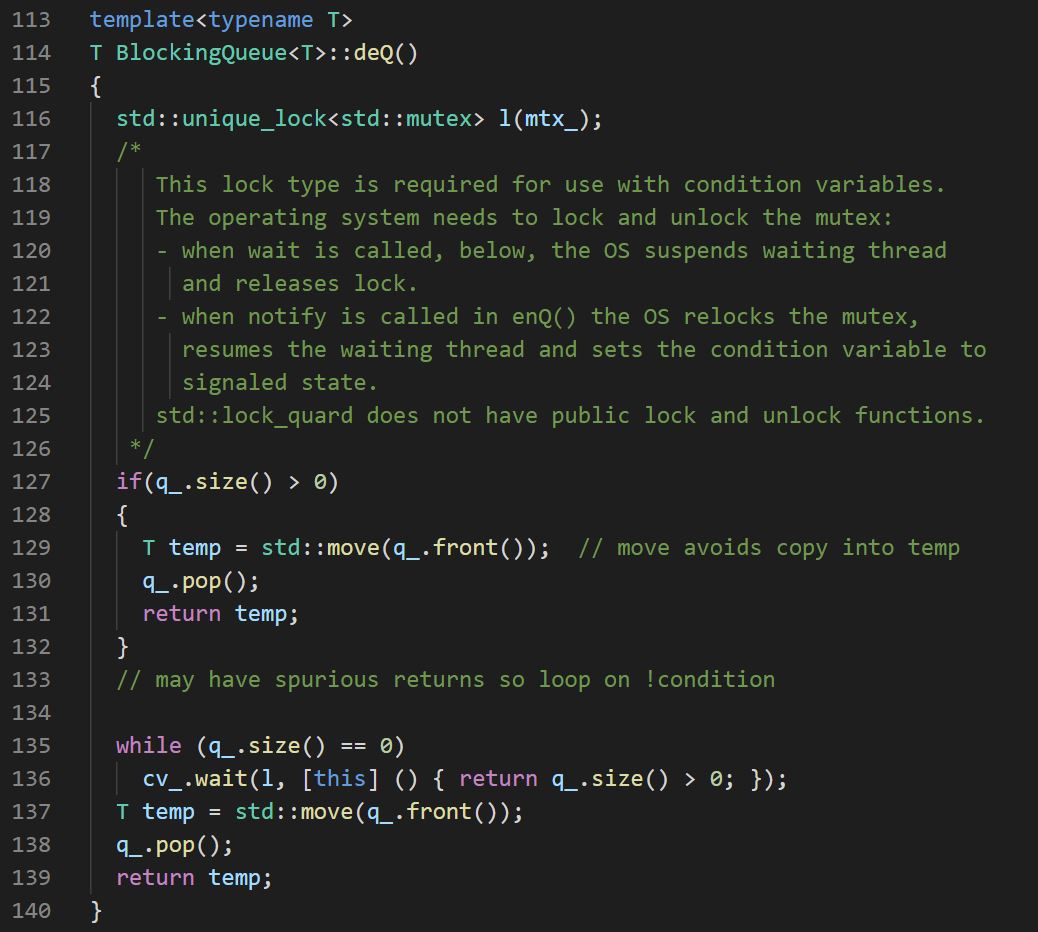 113 template<typename T>
114 T BlockingQueue<T>::deQ()
115 {
116 std::unique_lock<std::mutex> l(mtx_);
117 /*
118 This lock type is required for use with condition variables.
119 The operating system needs to lock and unlock the mutex:
120 - when wait is called, below, the OS suspends waiting thread
121 and releases lock.
122 - when notify is called in enQ() the OS relocks the mutex,
123 resumes the waiting thread and sets the condition variable to
124 signaled state.
125 std::lock_quard does not have public lock and unlock functions.
126 */
127 if(q_.size() > 0)
128 {
129 T temp = std::move(q_.front()); // move avoids copy into temp
130 q_.pop();
131 return temp;
132 }
133 // may have spurious returns so loop on !condition
134
135 while (q_.size() == 0)
136 cv_.wait(l, [this] () { return q_.size() > 0; });
137 T temp = std::move(q_.front());
138 q_.pop();
139 return temp;
140 }